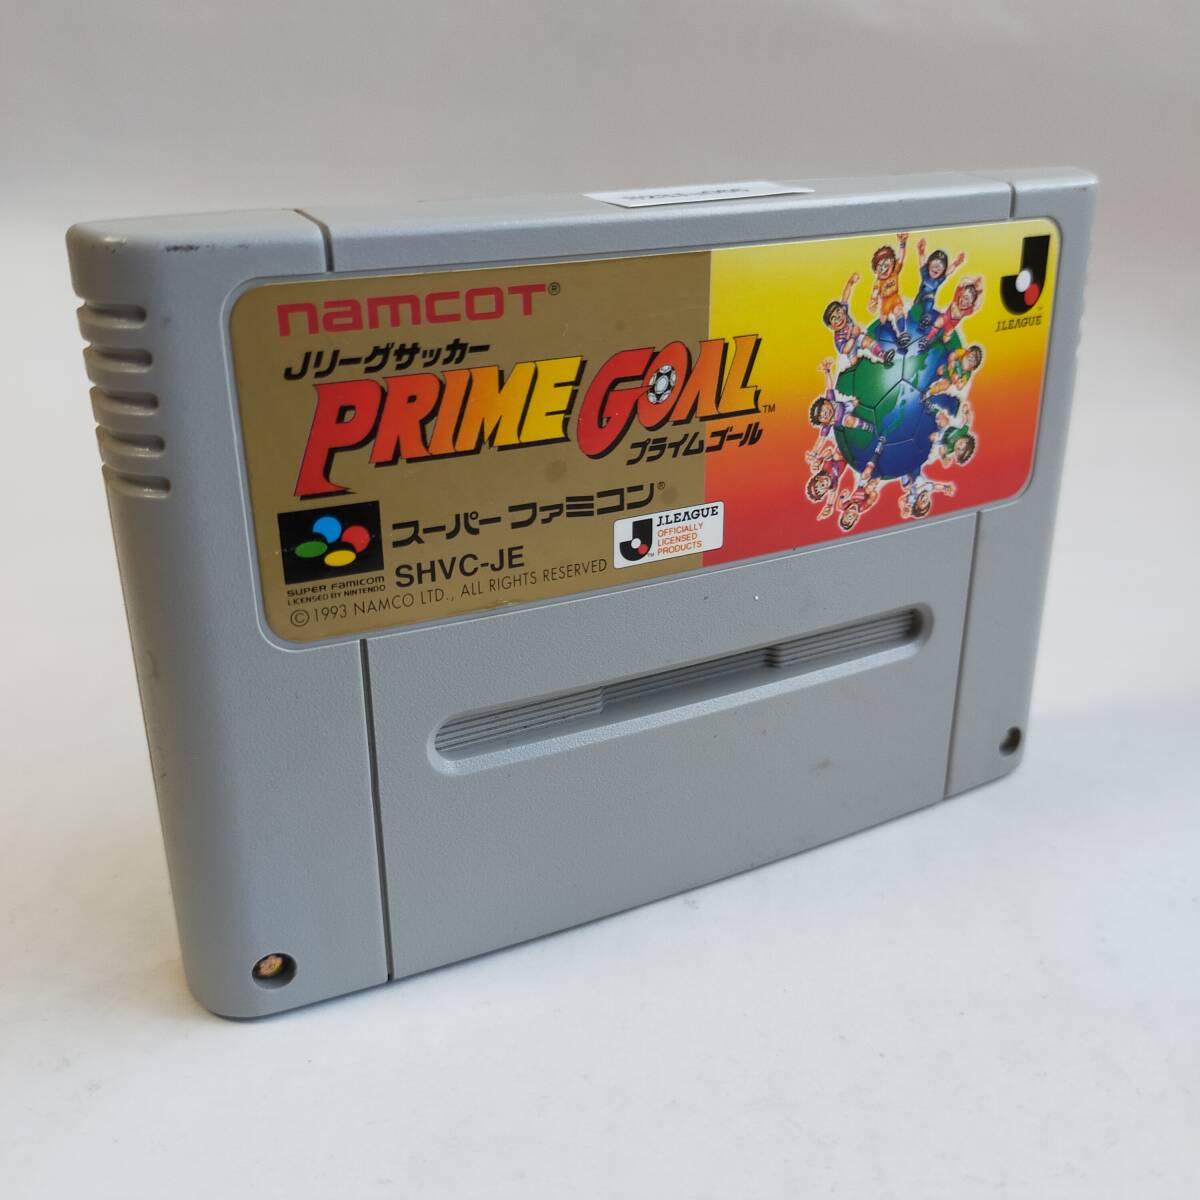 namcoT®
Jリーグサッカー
PRIME GOAL™
プライムゴール
スーパーファミコン®
SHVC-JE
SUPER FAMICOM
LICENSED BY NINTENDO
J.LEAGUE
OFFICIALLY
LICENSED
PRODUCTS
™
© 1993 NAMCO LTD., ALL RIGHTS RESERVED
J.LEAGUE